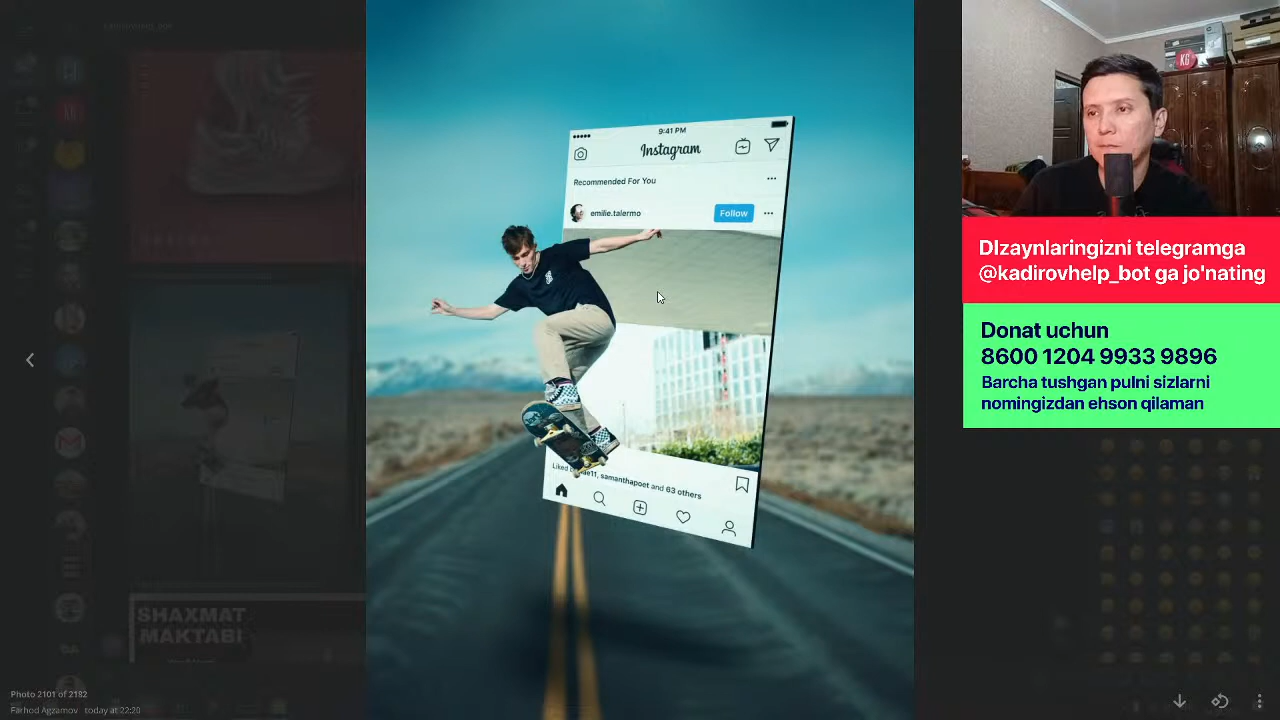 9:41 PM
Instagram
Recommended For You
emilie.talermo
Follow
samanthapoet and 63 others
DIzaynlaringizni telegramga
@kadirovhelp_bot ga jo'nating
Donat uchun
8600 1204 9933 9896
Barcha tushgan pulni sizlarni
nomingizdan ehson qilaman
KG
SHAXMAT
MAKTABI
Photo 2101 of 2182
Farhod Agzamov today at 22:20